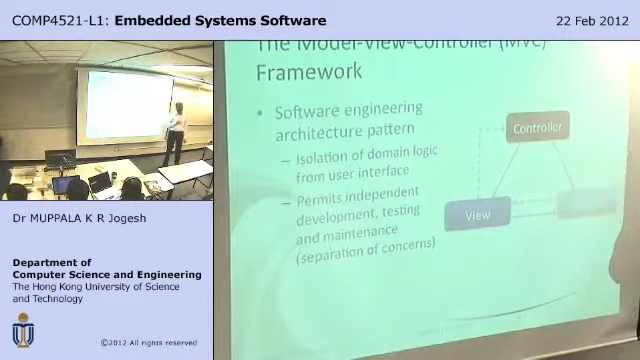 COMP4521-L1: Embedded Systems Software
22 Feb 2012
The Model-View-Controller (MVC)
Framework
• Software engineering
architecture pattern
– Isolation of domain logic
from user interface
– Permits independent
development, testing
and maintenance
(separation of concerns)
Controller
View
Dr MUPPALA K R Jogesh
Department of
Computer Science and Engineering
The Hong Kong University of Science
and Technology
©2012 All rights reserved